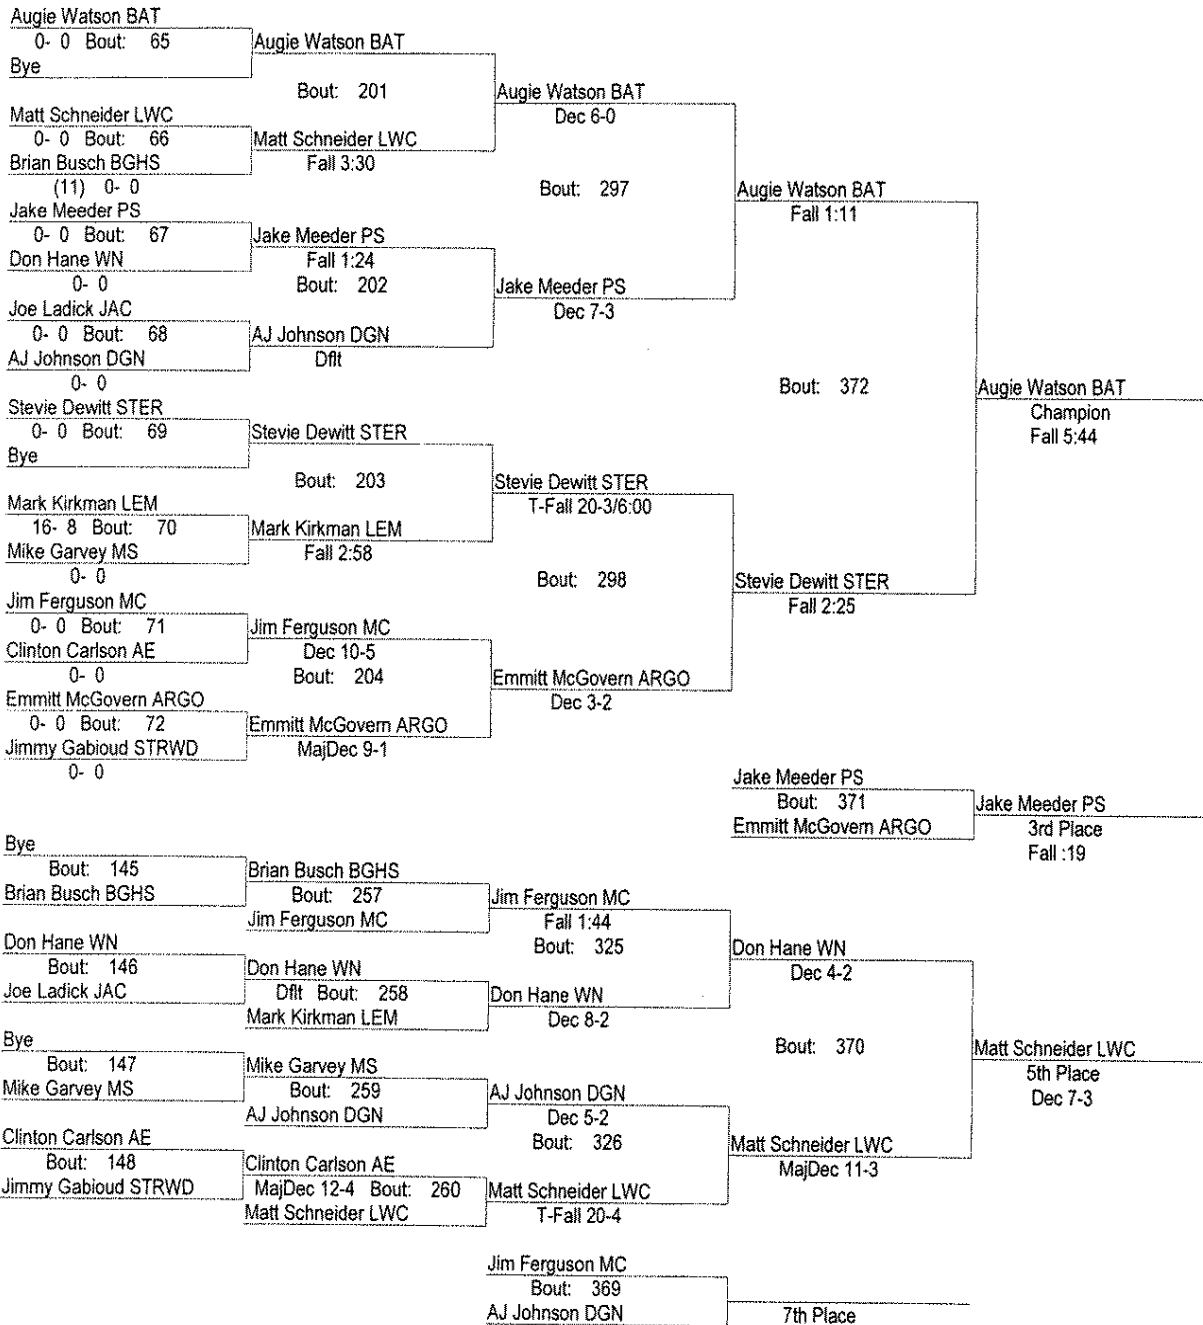 Augie Watson BAT
0- 0 Bout: 65
Bye
Augie Watson BAT
Bout: 201
Matt Schneider LWC
0- 0 Bout: 66
Brian Busch BGHS
(11) 0- 0
Matt Schneider LWC
Fall 3:30
Augie Watson BAT
Dec 6-0
Bout: 297
Jake Meeder PS
0- 0 Bout: 67
Don Hane WN
0- 0
Jake Meeder PS
Fall 1:24
Bout: 202
Joe Ladick JAC
0- 0 Bout: 68
AJ Johnson DGN
0- 0
AJ Johnson DGN
Dflt
Jake Meeder PS
Dec 7-3
Augie Watson BAT
Fall 1:11
Bout: 372
Augie Watson BAT
Champion
Fall 5:44
Stevie Dewitt STER
0- 0 Bout: 69
Bye
Stevie Dewitt STER
Bout: 203
Mark Kirkman LEM
16- 8 Bout: 70
Mike Garvey MS
0- 0
Mark Kirkman LEM
Fall 2:58
Stevie Dewitt STER
T-Fall 20-3/6:00
Bout: 298
Stevie Dewitt STER
Fall 2:25
Jim Ferguson MC
0- 0 Bout: 71
Clinton Carlson AE
0- 0
Jim Ferguson MC
Dec 10-5
Bout: 204
Emmitt McGovern ARGO
0- 0 Bout: 72
Jimmy Gabioud STRWD
0- 0
Emmitt McGovern ARGO
MajDec 9-1
Emmitt McGovern ARGO
Dec 3-2
Jake Meeder PS
Bout: 371
Emmitt McGovern ARGO
Jake Meeder PS
3rd Place
Fall :19
Bye
Bout: 145
Brian Busch BGHS
Brian Busch BGHS
Bout: 257
Jim Ferguson MC
Jim Ferguson MC
Fall 1:44
Bout: 325
Don Hane WN
Bout: 146
Joe Ladick JAC
Don Hane WN
Dflt Bout: 258
Mark Kirkman LEM
Don Hane WN
Dec 8-2
Don Hane WN
Dec 4-2
Bout: 370
Matt Schneider LWC
5th Place
Dec 7-3
Bye
Bout: 147
Mike Garvey MS
Mike Garvey MS
Bout: 259
AJ Johnson DGN
AJ Johnson DGN
Dec 5-2
Bout: 326
Clinton Carlson AE
Bout: 148
Jimmy Gabioud STRWD
Clinton Carlson AE
MajDec 12-4 Bout: 260
Matt Schneider LWC
Matt Schneider LWC
T-Fall 20-4
Matt Schneider LWC
MajDec 11-3
Jim Ferguson MC
Bout: 369
AJ Johnson DGN
7th Place